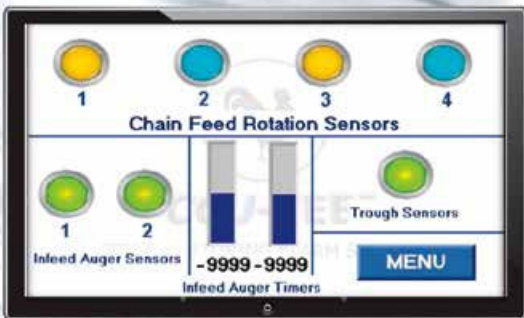 1 2 3 4
Chain Feed Rotation Sensors
1 2
Infeed Auger Sensors
-9999 -9999
Infeed Auger Timers
Trough Sensors
MENU